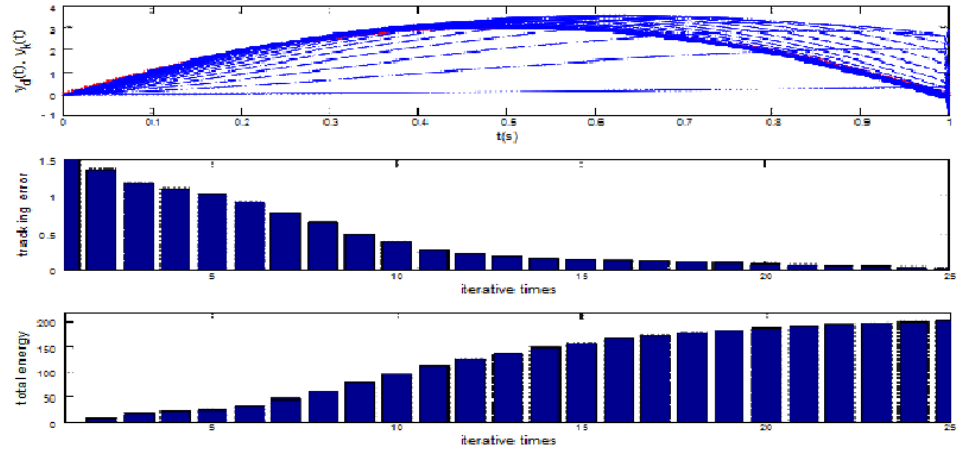 y_d(t), y_k(t)
4
3
2
1
0
-1
0 0.1 0.2 0.3 0.4 0.5 0.6 0.7 0.8 0.9 1
t(s)
tracking error
1.5
1
0.5
0
5 10 15 20 25
iterative times
total energy
200
150
100
50
0
5 10 15 20 25
iterative times